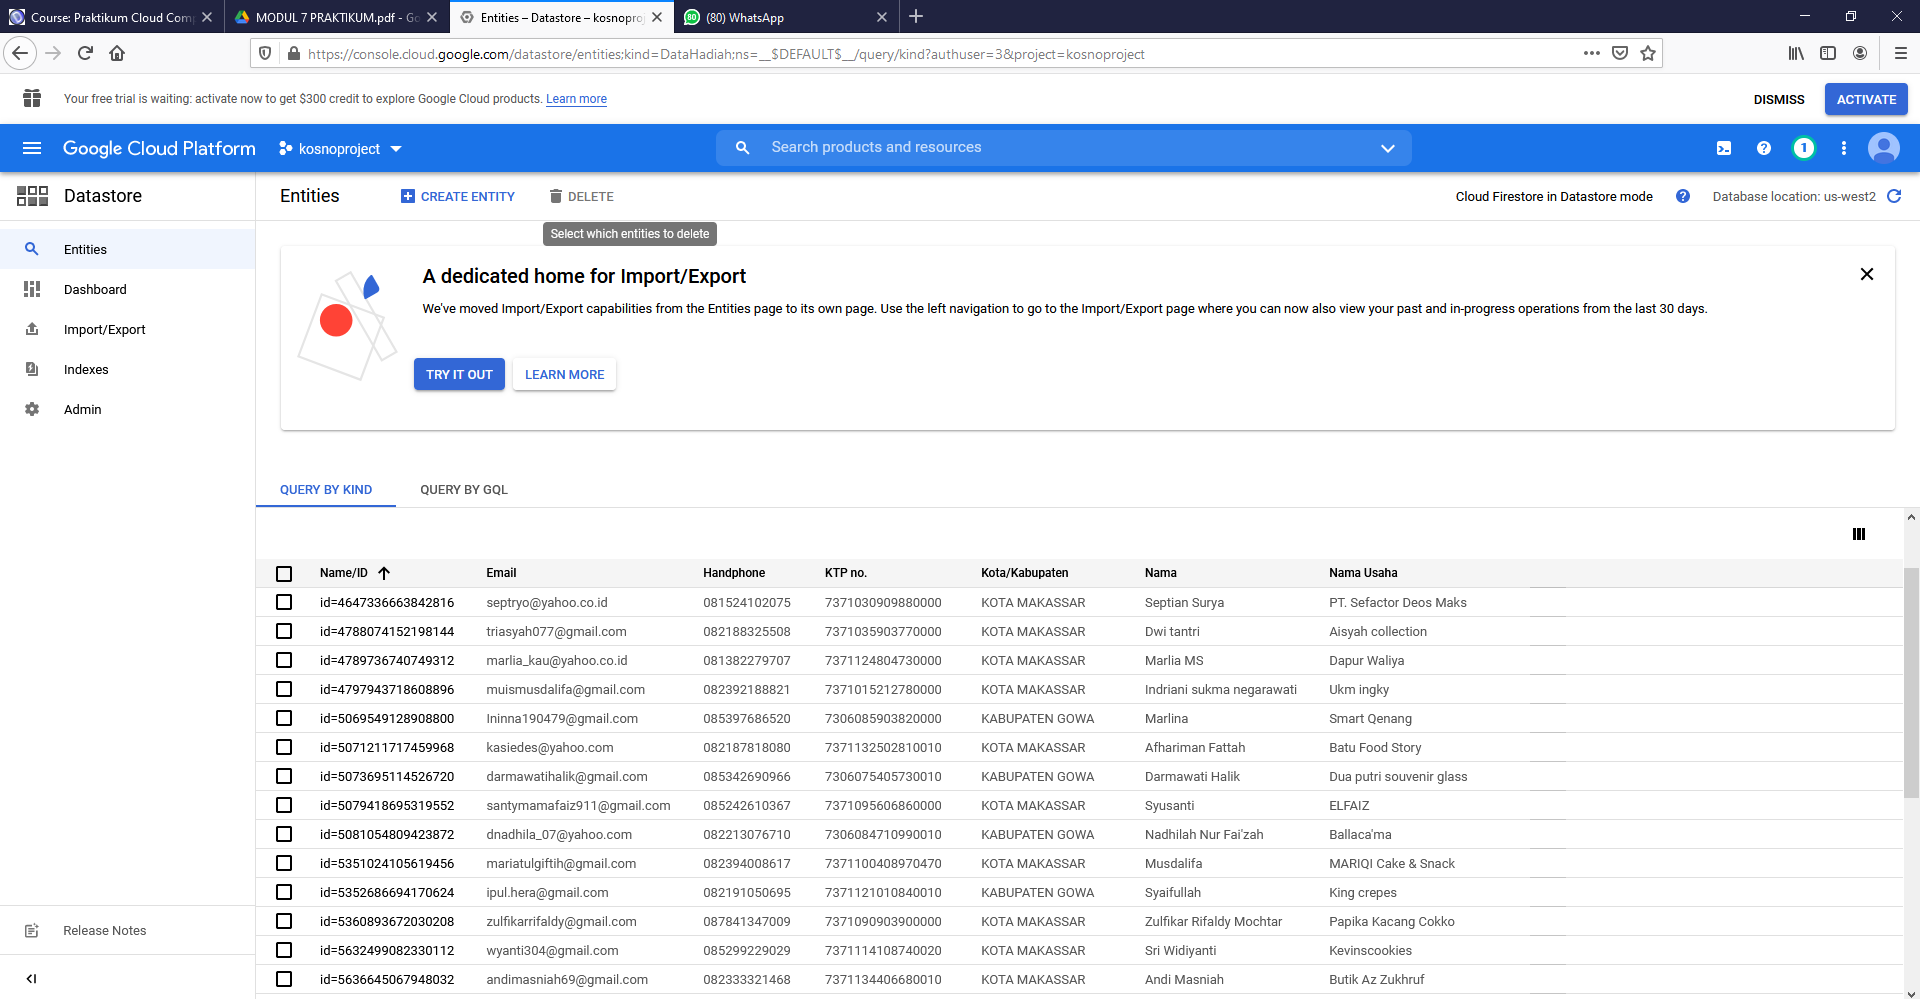 Course: Praktikum Cloud Comp
MODUL 7 PRAKTIKUM.pdf - Go
Entities – Datastore – kosnoproj
80 (80) WhatsApp
https://console.cloud.google.com/datastore/entities;kind=DataHadiah;ns=__$DEFAULT$__/query/kind?authuser=3&project=kosnoproject
Your free trial is waiting: activate now to get $300 credit to explore Google Cloud products. Learn more
DISMISS
ACTIVATE
Google Cloud Platform
kosnoproject
Search products and resources
1
Datastore
Entities
CREATE ENTITY
DELETE
Cloud Firestore in Datastore mode
Database location: us-west2
Select which entities to delete
Entities
Dashboard
Import/Export
Indexes
Admin
Release Notes
A dedicated home for Import/Export
We've moved Import/Export capabilities from the Entities page to its own page. Use the left navigation to go to the Import/Export page where you can now also view your past and in-progress operations from the last 30 days.
TRY IT OUT
LEARN MORE
QUERY BY KIND
QUERY BY GQL
Name/ID Email Handphone KTP no. Kota/Kabupaten Nama Nama Usaha
id=4647336663842816 septryo@yahoo.co.id 081524102075 7371030909880000 KOTA MAKASSAR Septian Surya PT. Sefactor Deos Maks
id=4788074152198144 triasyah077@gmail.com 082188325508 7371035903770000 KOTA MAKASSAR Dwi tantri Aisyah collection
id=4789736740749312 marlia_kau@yahoo.co.id 081382279707 7371124804730000 KOTA MAKASSAR Marlia MS Dapur Waliya
id=4797943718608896 muismusdalifa@gmail.com 082392188821 7371015212780000 KOTA MAKASSAR Indriani sukma negarawati Ukm ingky
id=5069549128908800 Ininna190479@gmail.com 085397686520 7306085903820000 KABUPATEN GOWA Marlina Smart Qenang
id=5071211717459968 kasiedes@yahoo.com 082187818080 7371132502810010 KOTA MAKASSAR Afhariman Fattah Batu Food Story
id=5073695114526720 darmawatihalik@gmail.com 085342690966 7306075405730010 KABUPATEN GOWA Darmawati Halik Dua putri souvenir glass
id=5079418695319552 santymamafaiz911@gmail.com 085242610367 7371095606860000 KOTA MAKASSAR Syusanti ELFAIZ
id=5081054809423872 dnadhila_07@yahoo.com 082213076710 7306084710990010 KABUPATEN GOWA Nadhilah Nur Fai'zah Ballaca'ma
id=5351024105619456 mariatulgiftih@gmail.com 082394008617 7371100408970470 KOTA MAKASSAR Musdalifa MARIQI Cake & Snack
id=5352686694170624 ipul.hera@gmail.com 082191050695 7371121010840010 KABUPATEN GOWA Syaifullah King crepes
id=5360893672030208 zulfikarrifaldy@gmail.com 087841347009 7371090903900000 KOTA MAKASSAR Zulfikar Rifaldy Mochtar Papika Kacang Cokko
id=5632499082330112 wyanti304@gmail.com 085299229029 7371114108740020 KOTA MAKASSAR Sri Widiyanti Kevinscookies
id=5636645067948032 andimasniah69@gmail.com 082333321468 7371134406680010 KOTA MAKASSAR Andi Masniah Butik Az Zukhruf